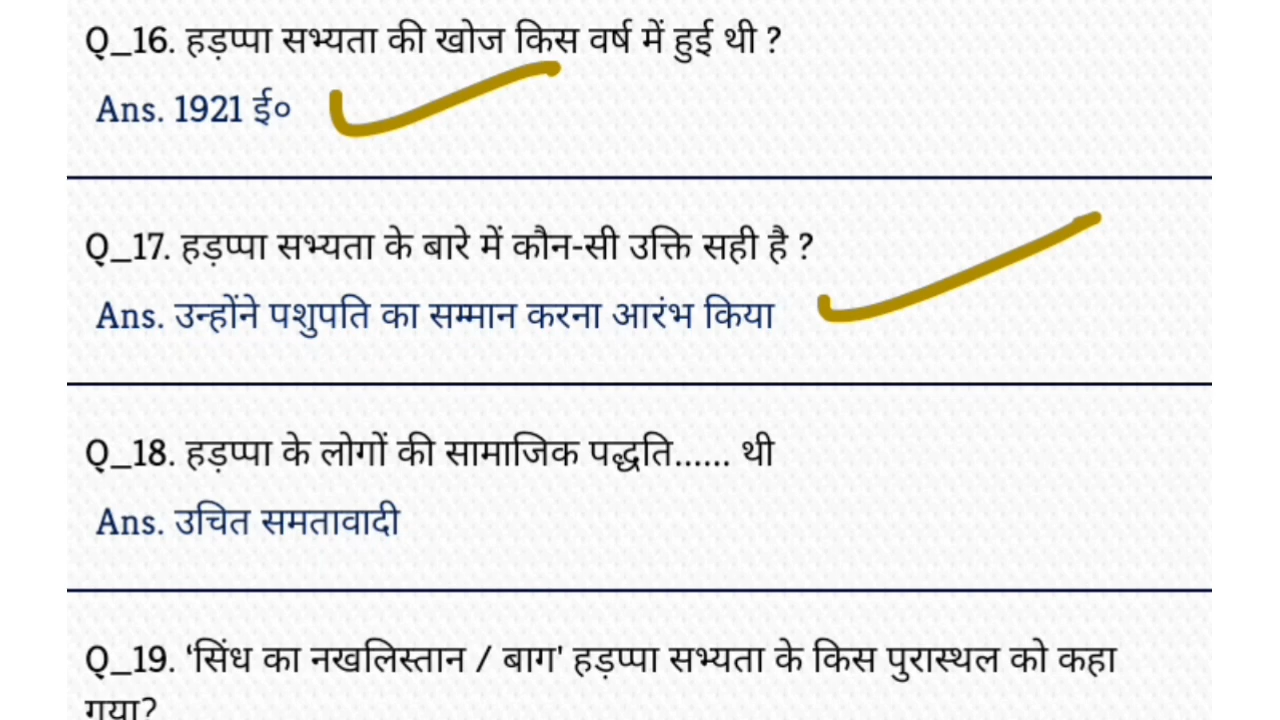 Q_16. हड़प्पा सभ्यता की खोज किस वर्ष में हुई थी ?
Ans. 1921 ई०
Q_17. हड़प्पा सभ्यता के बारे में कौन-सी उक्ति सही है ?
Ans. उन्होंने पशुपति का सम्मान करना आरंभ किया
Q_18. हड़प्पा के लोगों की सामाजिक पद्धति...... थी
Ans. उचित समतावादी
Q_19. ‘सिंध का नखलिस्तान / बाग' हड़प्पा सभ्यता के किस पुरास्थल को कहा
गया?